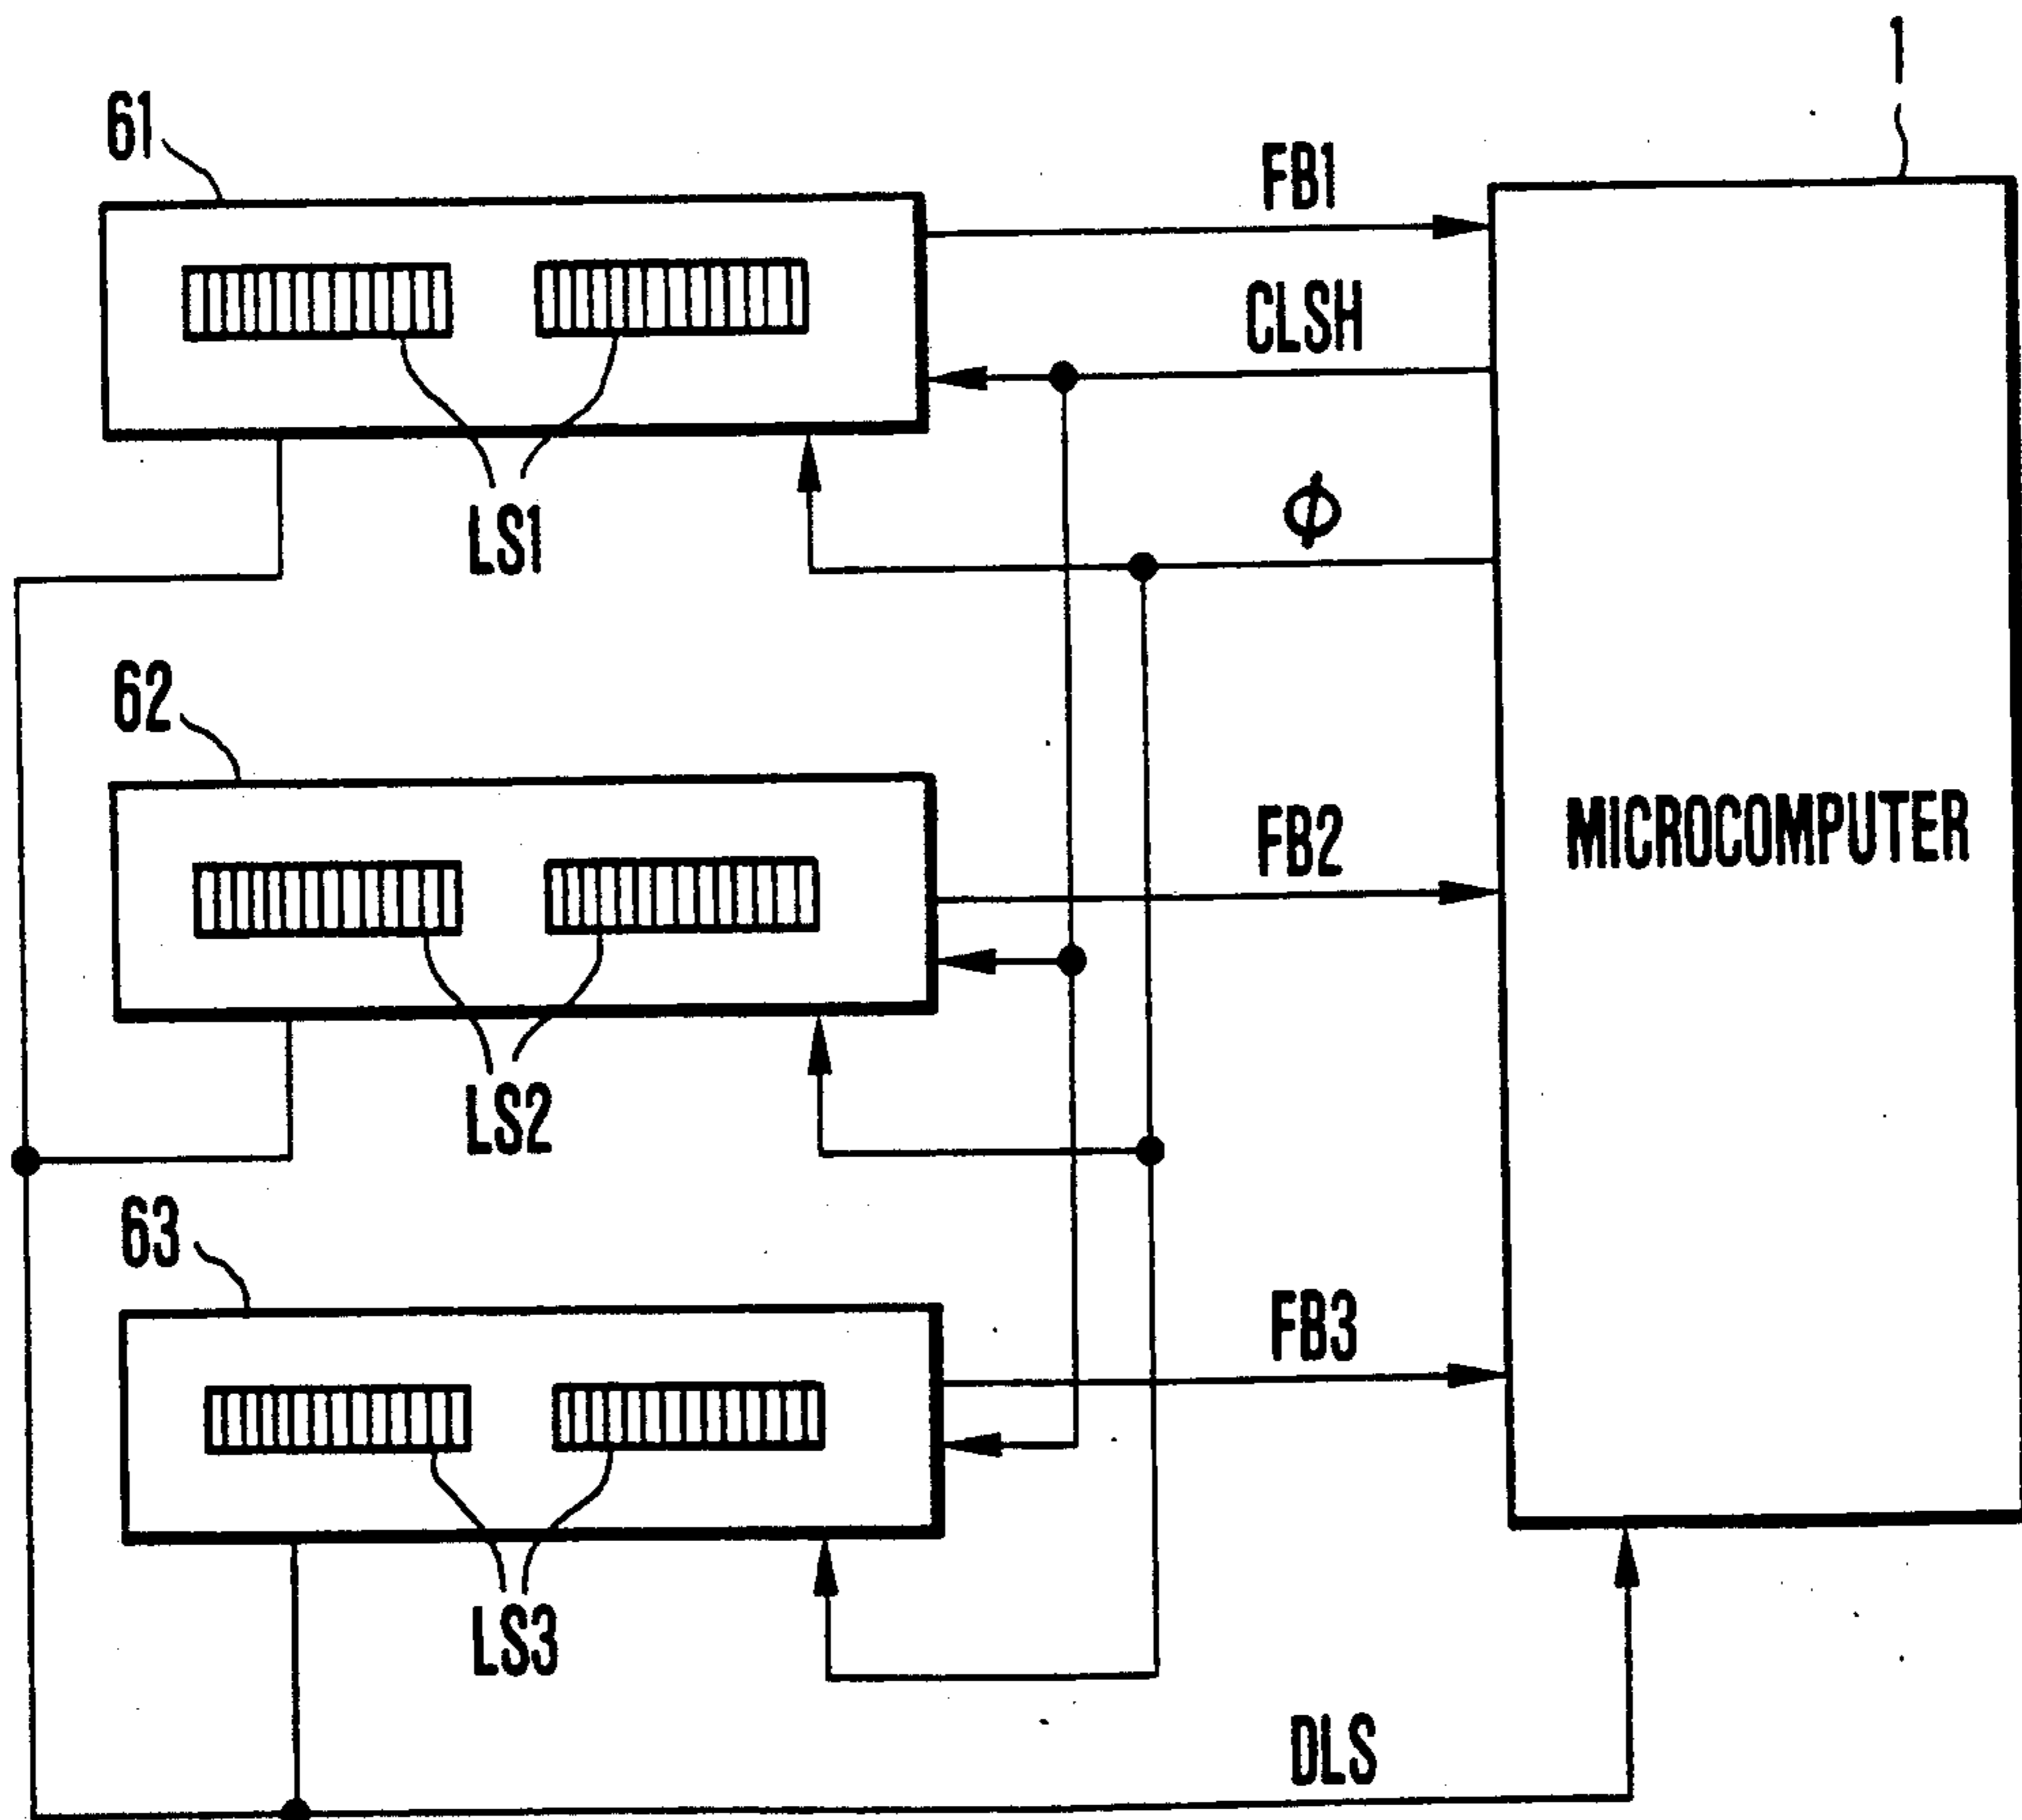 1
61
FB1
CLSH
LS1
ϕ
62
FB2
MICROCOMPUTER
LS2
63
FB3
LS3
DLS